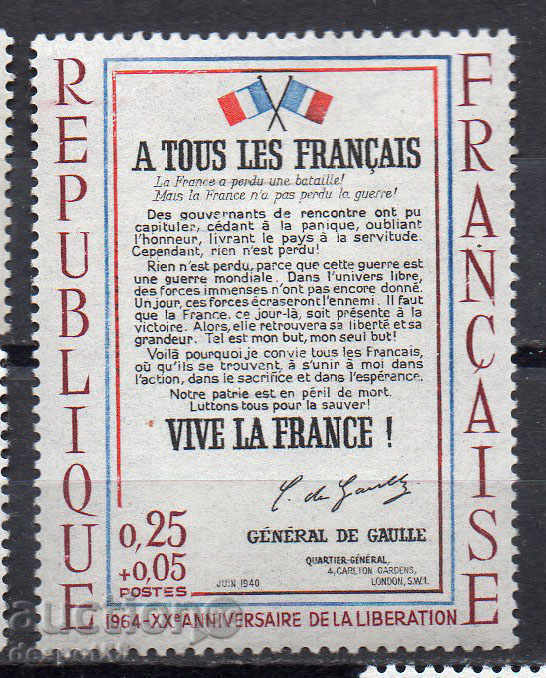 RÉPUBLIQUE
FRANÇAISE
A TOUS LES FRANÇAIS
La France a perdu une bataille!
Mais la France n'a pas perdu la guerre!
Des gouvernants de rencontre ont pu
capituler, cédant à la panique, oubliant
l'honneur, livrant le pays à la servitude.
Cependant, rien n'est perdu!
Rien n'est perdu, parce que cette guerre est
une guerre mondiale. Dans l'univers libre,
des forces immenses n'ont pas encore donné.
Un jour, ces forces écraseront l'ennemi. Il faut
que la France, ce jour-là, soit présente à la
victoire. Alors, elle retrouvera sa liberté et sa
grandeur. Tel est mon but, mon seul but!
Voilà pourquoi je convie tous les Français,
où qu'ils se trouvent, à s'unir à moi dans
l'action, dans le sacrifice et dans l'espérance.
Notre patrie est en péril de mort.
Luttons tous pour la sauver!
VIVE LA FRANCE !
C. de Gaulle
GÉNÉRAL DE GAULLE
0,25
+0,05
POSTES
JUIN 1940
QUARTIER-GÉNÉRAL,
4, CARLTON GARDENS,
LONDON, S.W.1.
1964-XXe ANNIVERSAIRE DE LA LIBERATION